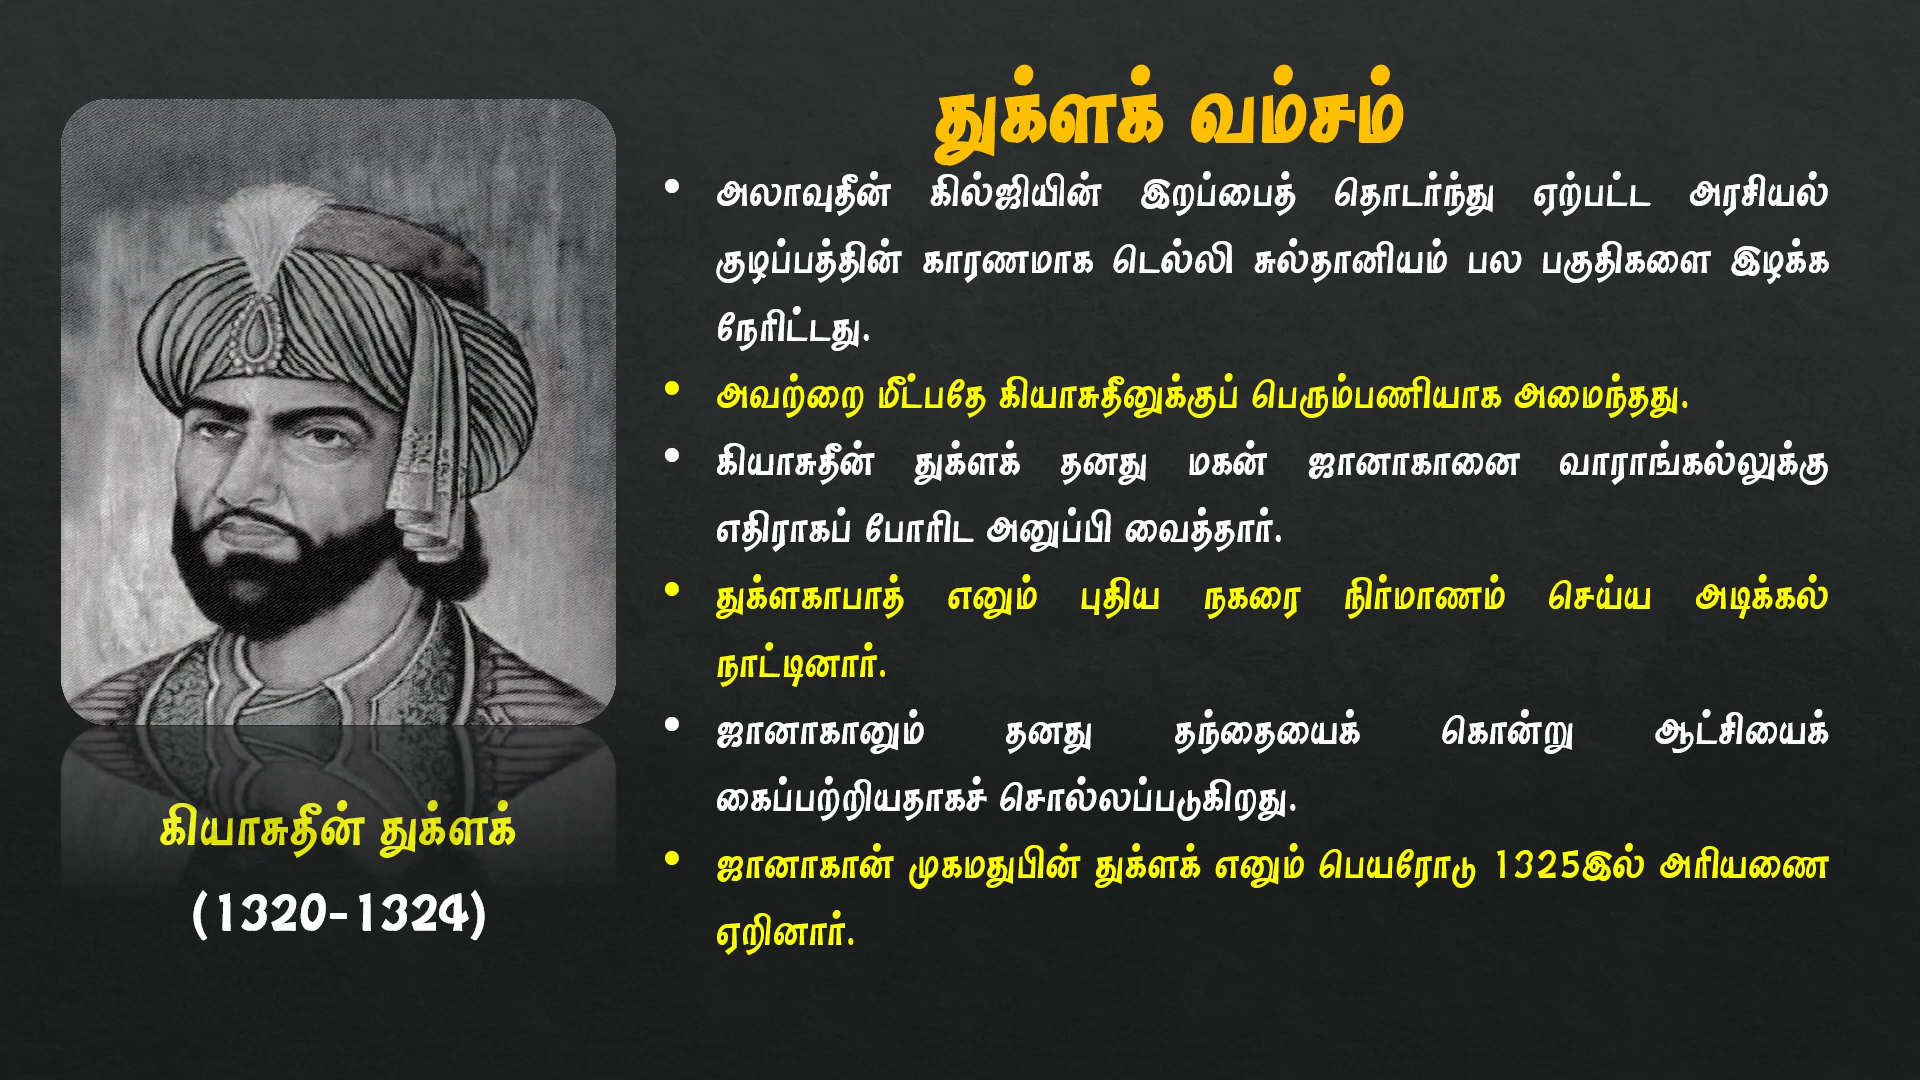 துக்ளக் வம்சம்
• அலாவுதீன் கில்ஜியின் இறப்பைத் தொடர்ந்து ஏற்பட்ட அரசியல்
குழப்பத்தின் காரணமாக டெல்லி சுல்தானியம் பல பகுதிகளை இழக்க
நேரிட்டது.
• அவற்றை மீட்பதே கியாசுதீனுக்குப் பெரும்பணியாக அமைந்தது.
• கியாசுதீன் துக்ளக் தனது மகன் ஜானாகானை வாராங்கல்லுக்கு
எதிராகப் போரிட அனுப்பி வைத்தார்.
• துக்ளகாபாத் எனும் புதிய நகரை நிர்மாணம் செய்ய அடிக்கல்
நாட்டினார்.
• ஜானாகானும் தனது தந்தையைக் கொன்று ஆட்சியைக்
கைப்பற்றியதாகச் சொல்லப்படுகிறது.
• ஜானாகான் முகமதுபின் துக்ளக் எனும் பெயரோடு 1325இல் அரியணை
ஏறினார்.
கியாசுதீன் துக்ளக்
(1320-1324)